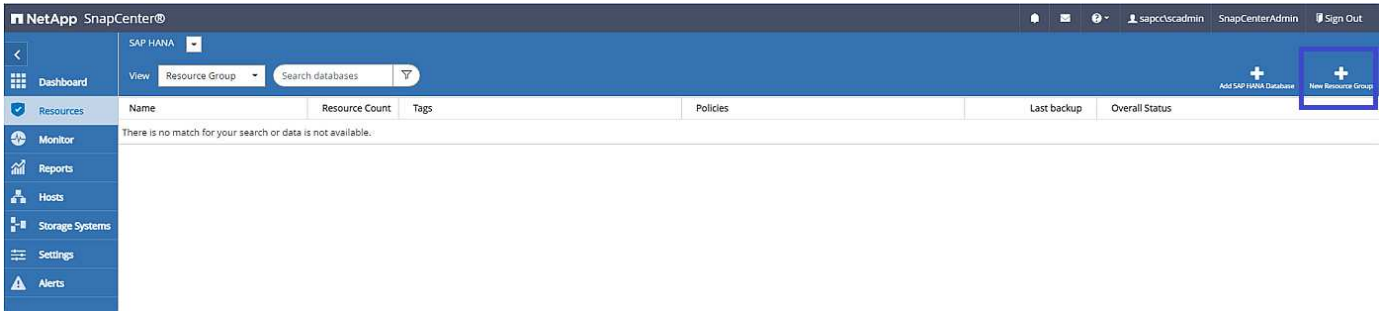 NetApp SnapCenter®
sapcc\scadmin SnapCenterAdmin Sign Out
SAP HANA
View Resource Group Search databases
Add SAP HANA Database New Resource Group
Dashboard
Resources
Monitor
Reports
Hosts
Storage Systems
Settings
Alerts
Name Resource Count Tags Policies Last backup Overall Status
There is no match for your search or data is not available.